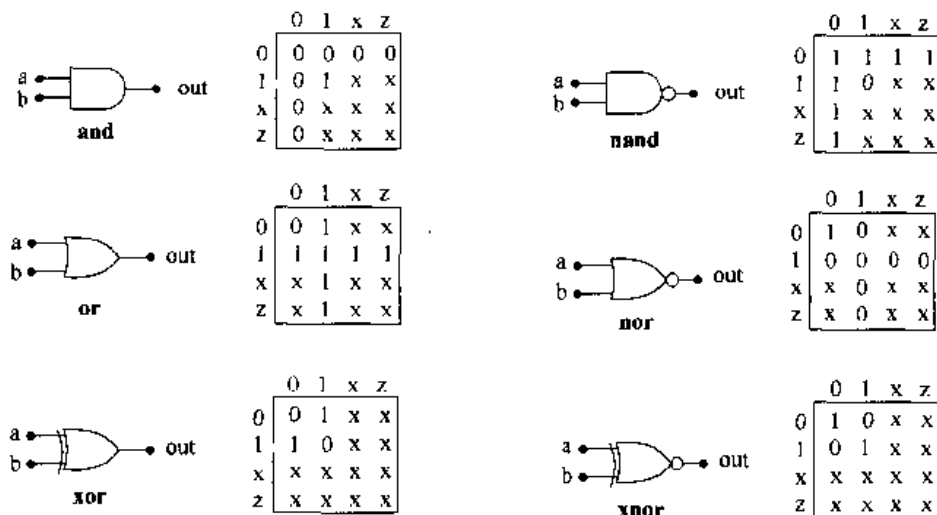 0 1 x z
0 0 0 0 0
1 0 1 x x
x 0 x x x
z 0 x x x
a
b
out
and
0 1 x z
0 1 1 1 1
1 1 0 x x
x 1 x x x
z 1 x x x
a
b
out
nand
0 1 x z
0 0 1 x x
1 1 1 1 1
x x 1 x x
z x 1 x x
a
b
out
or
0 1 x z
0 1 0 x x
1 0 0 0 0
x x 0 x x
z x 0 x x
a
b
out
nor
0 1 x z
0 0 1 x x
1 1 0 x x
x x x x x
z x x x x
a
b
out
xor
0 1 x z
0 1 0 x x
1 0 1 x x
x x x x x
z x x x x
a
b
out
xnor